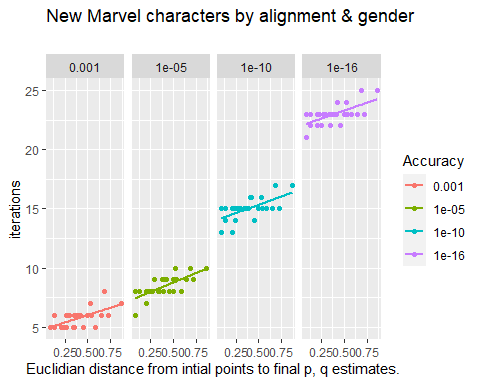 New Marvel characters by alignment & gender
0.001 1e-05 1e-10 1e-16
25
20
15
10
5
iterations
0.250.500.75 0.250.500.75 0.250.500.75 0.250.500.75
Euclidian distance from intial points to final p, q estimates.
Accuracy
0.001
1e-05
1e-10
1e-16